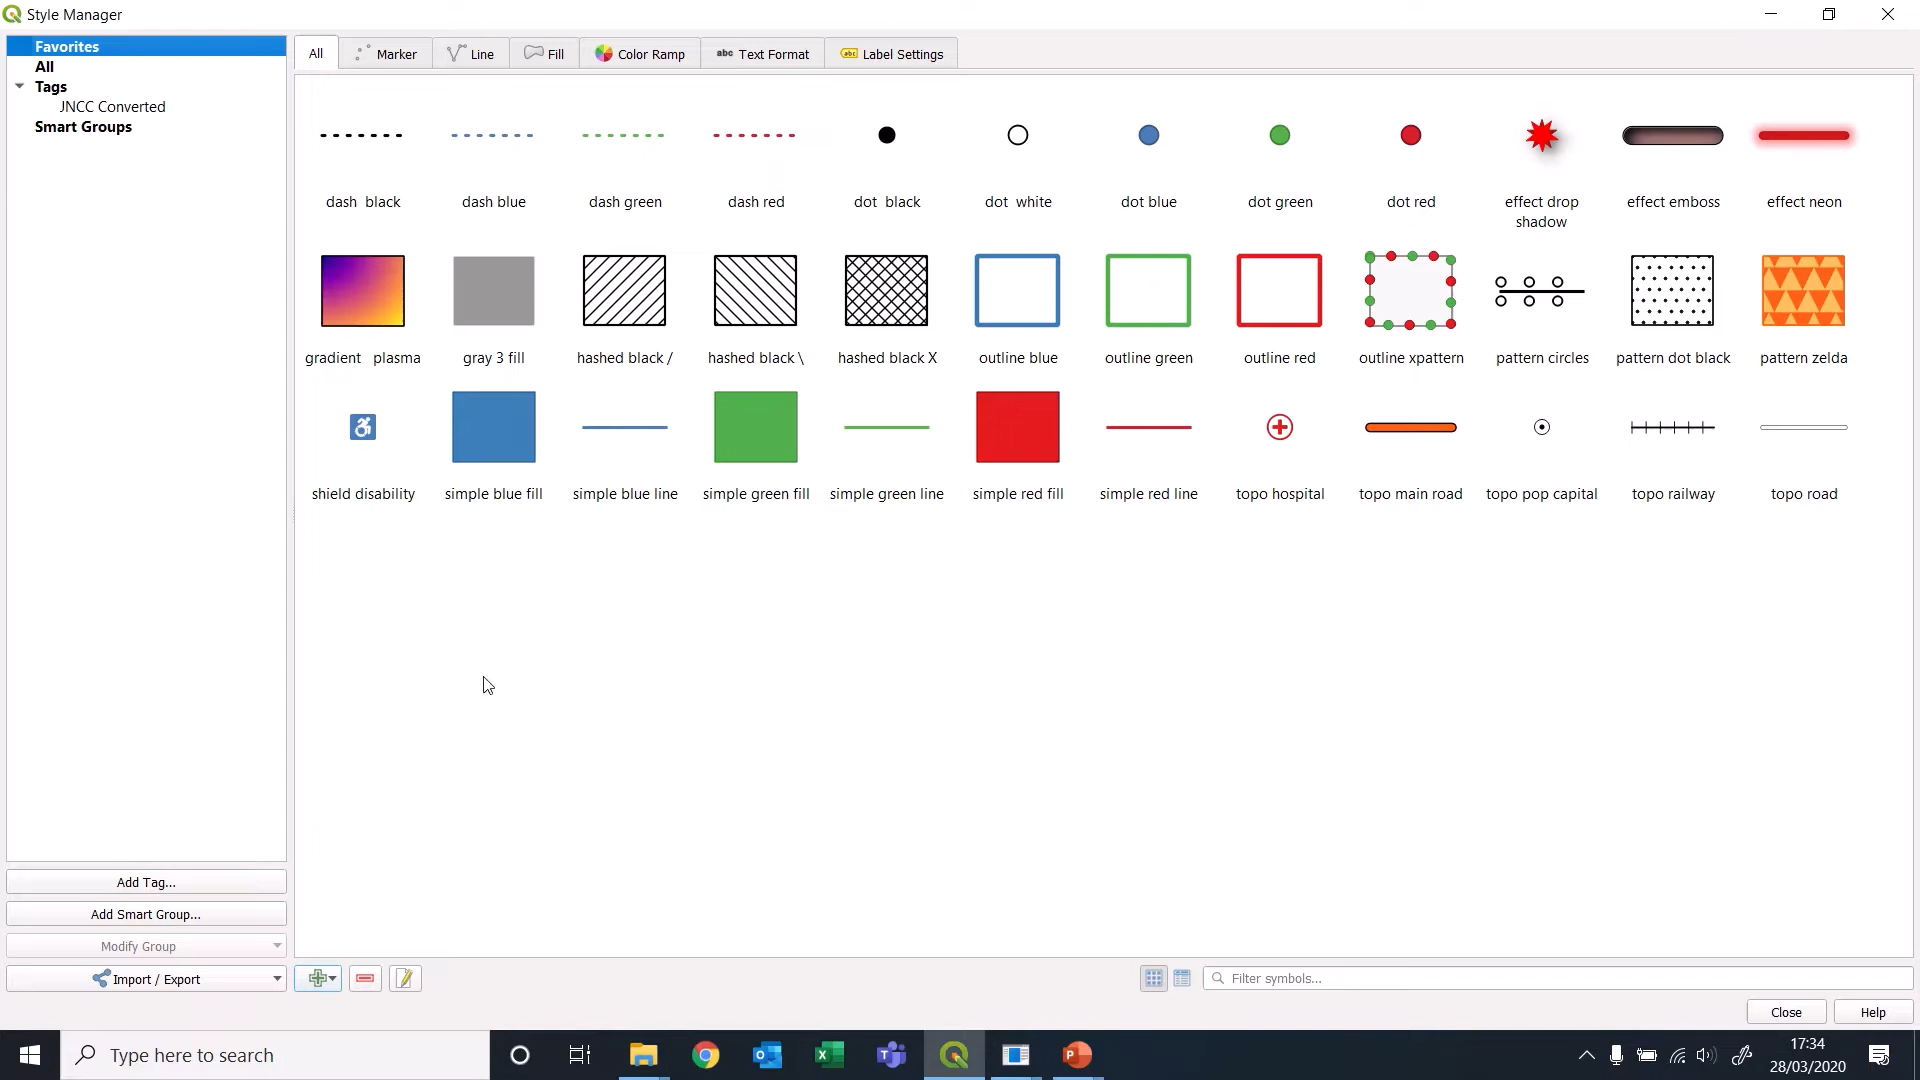 Style Manager
Favorites
All
Tags
JNCC Converted
Smart Groups
All
Marker
Line
Fill
Color Ramp
abc Text Format
abc Label Settings
dash black
dash blue
dash green
dash red
dot black
dot white
dot blue
dot green
dot red
effect drop
shadow
effect emboss
effect neon
gradient plasma
gray 3 fill
hashed black /
hashed black \
hashed black X
outline blue
outline green
outline red
outline xpattern
pattern circles
pattern dot black
pattern zelda
shield disability
simple blue fill
simple blue line
simple green fill
simple green line
simple red fill
simple red line
topo hospital
topo main road
topo pop capital
topo railway
topo road
Add Tag...
Add Smart Group...
Modify Group
Import / Export
Filter symbols...
Close
Help
Type here to search
17:34
28/03/2020